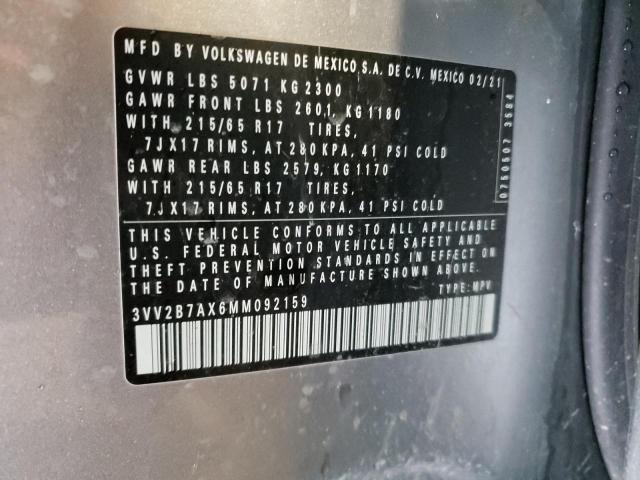 MFD BY VOLKSWAGEN DE MEXICO S.A. DE C.V. MEXICO 02/21
GVWR LBS 5071 KG 2300
GAWR FRONT LBS 2601, KG 1180
WITH 215/65 R17 TIRES,
7JX17 RIMS, AT 280 KPA, 41 PSI COLD
GAWR REAR LBS 2579, KG 1170
WITH 215/65 R17 TIRES,
7JX17 RIMS, AT 280 KPA, 41 PSI COLD
0750507 3584
THIS VEHICLE CONFORMS TO ALL APPLICABLE
U.S. FEDERAL MOTOR VEHICLE SAFETY AND
THEFT PREVENTION STANDARDS IN EFFECT ON
THE DATE OF MANUFACTURE SHOWN ABOVE.
3VV2B7AX6MM092159 TYPE: MPV